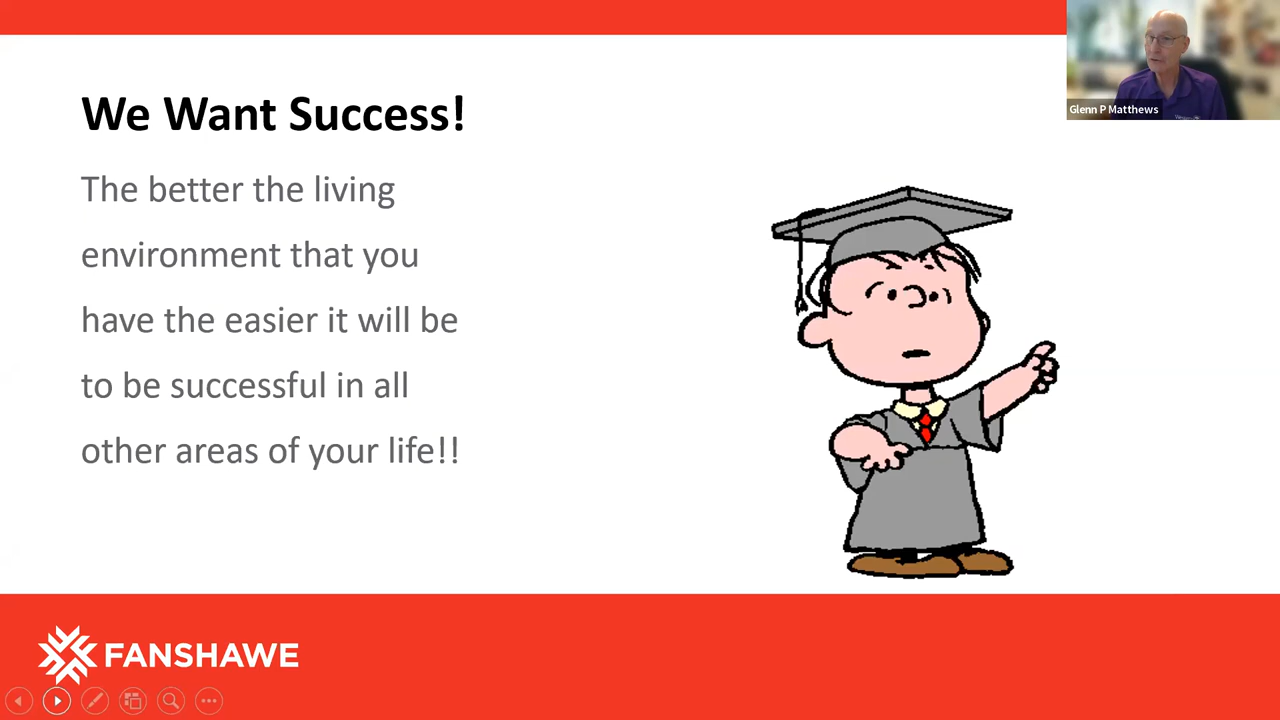 We Want Success!
The better the living
environment that you
have the easier it will be
to be successful in all
other areas of your life!!
Glenn P Matthews
FANSHAWE